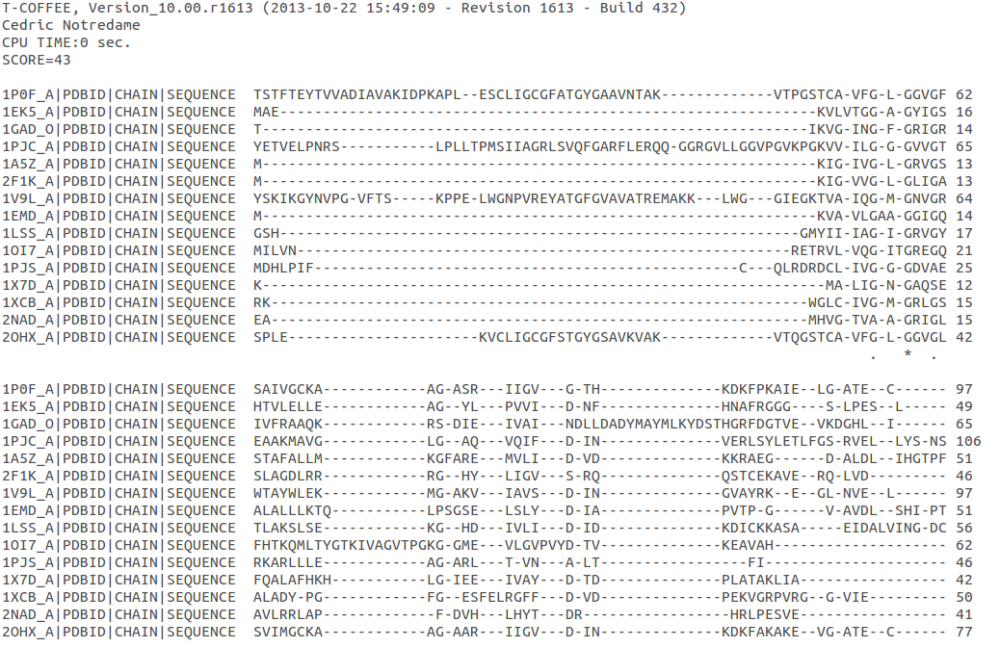 T-COFFEE, Version_10.00.r1613 (2013-10-22 15:49:09 - Revision 1613 - Build 432)
Cedric Notredame
CPU TIME:0 sec.
SCORE=43
1P0F_A|PDBID|CHAIN|SEQUENCE  TSTFTEYTVVADIAVAKIDPKAPL--ESCLIGCGFATGYGAAVNTAK-------------VTPGSTCA-VFG-L-GGVGF 62
1EK5_A|PDBID|CHAIN|SEQUENCE  MAE--------------------------------------------------------------KVLVTGG-A-GYIGS 16
1GAD_O|PDBID|CHAIN|SEQUENCE  T---------------------------------------------------------------IKVG-ING-F-GRIGR 14
1PJC_A|PDBID|CHAIN|SEQUENCE  YETVELPNRS-----------LPLLTPMSIIAGRLSVQFGARFLERQQ-GGRGVLLGGVPGVKPGKVV-ILG-G-GVVGT 65
1A5Z_A|PDBID|CHAIN|SEQUENCE  M----------------------------------------------------------------KIG-IVG-L-GRVGS 13
2F1K_A|PDBID|CHAIN|SEQUENCE  M----------------------------------------------------------------KIG-VVG-L-GLIGA 13
1V9L_A|PDBID|CHAIN|SEQUENCE  YSKIKGYNVPG-VFTS-----KPPE-LWGNPVREYATGFGVAVATREMAKK---LWG---GIEGKTVA-IQG-M-GNVGR 64
1EMD_A|PDBID|CHAIN|SEQUENCE  M----------------------------------------------------------------KVA-VLGAA-GGIGQ 14
1LSS_A|PDBID|CHAIN|SEQUENCE  GSH------------------------------------------------------------GMYII-IAG-I-GRVGY 17
1OI7_A|PDBID|CHAIN|SEQUENCE  MILVN---------------------------------------------------------RETRVL-VQG-ITGREGQ 21
1PJS_A|PDBID|CHAIN|SEQUENCE  MDHLPIF-------------------------------------------------C---QLRDRDCL-IVG-G-GDVAE 25
1X7D_A|PDBID|CHAIN|SEQUENCE  K-----------------------------------------------------------------MA-LIG-N-GAQSE 12
1XCB_A|PDBID|CHAIN|SEQUENCE  RK--------------------------------------------------------------WGLC-IVG-M-GRLGS 15
2NAD_A|PDBID|CHAIN|SEQUENCE  EA--------------------------------------------------------------MHVG-TVA-A-GRIGL 15
2OHX_A|PDBID|CHAIN|SEQUENCE  SPLE----------------------KVCLIGCGFSTGYGSAVKVAK-------------VTQGSTCA-VFG-L-GGVGL 42
                                                                                                    .   *  .
1P0F_A|PDBID|CHAIN|SEQUENCE  SAIVGCKA------------AG-ASR---IIGV---G-TH--------------KDKFPKAIE--LG-ATE--C------ 97
1EK5_A|PDBID|CHAIN|SEQUENCE  HTVLELLE------------AG--YL---PVVI---D-NF--------------HNAFRGGG----S-LPES--L----- 49
1GAD_O|PDBID|CHAIN|SEQUENCE  IVFRAAQK------------RS-DIE---IVAI---NDLLDADYMAYMLKYDSTHGRFDGTVE--VKDGHL--I------ 65
1PJC_A|PDBID|CHAIN|SEQUENCE  EAAKMAVG------------LG--AQ---VQIF---D-IN--------------VERLSYLETLFGS-RVEL--LYS-NS 106
1A5Z_A|PDBID|CHAIN|SEQUENCE  STAFALLM------------KGFARE---MVLI---D-VD--------------KKRAEG------D-ALDL--IHGTPF 51
2F1K_A|PDBID|CHAIN|SEQUENCE  SLAGDLRR------------RG--HY---LIGV---S-RQ--------------QSTCEKAVE--RQ-LVD--------- 46
1V9L_A|PDBID|CHAIN|SEQUENCE  WTAYWLEK------------MG-AKV---IAVS---D-IN--------------GVAYRK--E--GL-NVE--L------ 97
1EMD_A|PDBID|CHAIN|SEQUENCE  ALALLLKTQ-----------LPSGSE---LSLY---D-IA--------------PVTP-G------V-AVDL--SHI-PT 51
1LSS_A|PDBID|CHAIN|SEQUENCE  TLAKSLSE------------KG--HD---IVLI---D-ID--------------KDICKKASA-----EIDALVING-DC 56
1OI7_A|PDBID|CHAIN|SEQUENCE  FHTKQMLTYGTKIVAGVTPGKG-GME---VLGVPVYD-TV--------------KEAVAH-------------------- 62
1PJS_A|PDBID|CHAIN|SEQUENCE  RKARLLLE------------AG-ARL---T-VN---A-LT-----------------FI--------------------- 46
1X7D_A|PDBID|CHAIN|SEQUENCE  FQALAFHKH-----------LG-IEE---IVAY---D-TD--------------PLATAKLIA----------------- 42
1XCB_A|PDBID|CHAIN|SEQUENCE  ALADY-PG------------FG--ESFELRGFF---D-VD--------------PEKVGRPVRG--G-VIE--------- 50
2NAD_A|PDBID|CHAIN|SEQUENCE  AVLRRLAP-------------F-DVH---LHYT---DR----------------HRLPESVE------------------ 41
2OHX_A|PDBID|CHAIN|SEQUENCE  SVIMGCKA------------AG-AAR---IIGV---D-IN--------------KDKFAKAKE--VG-ATE--C------ 77